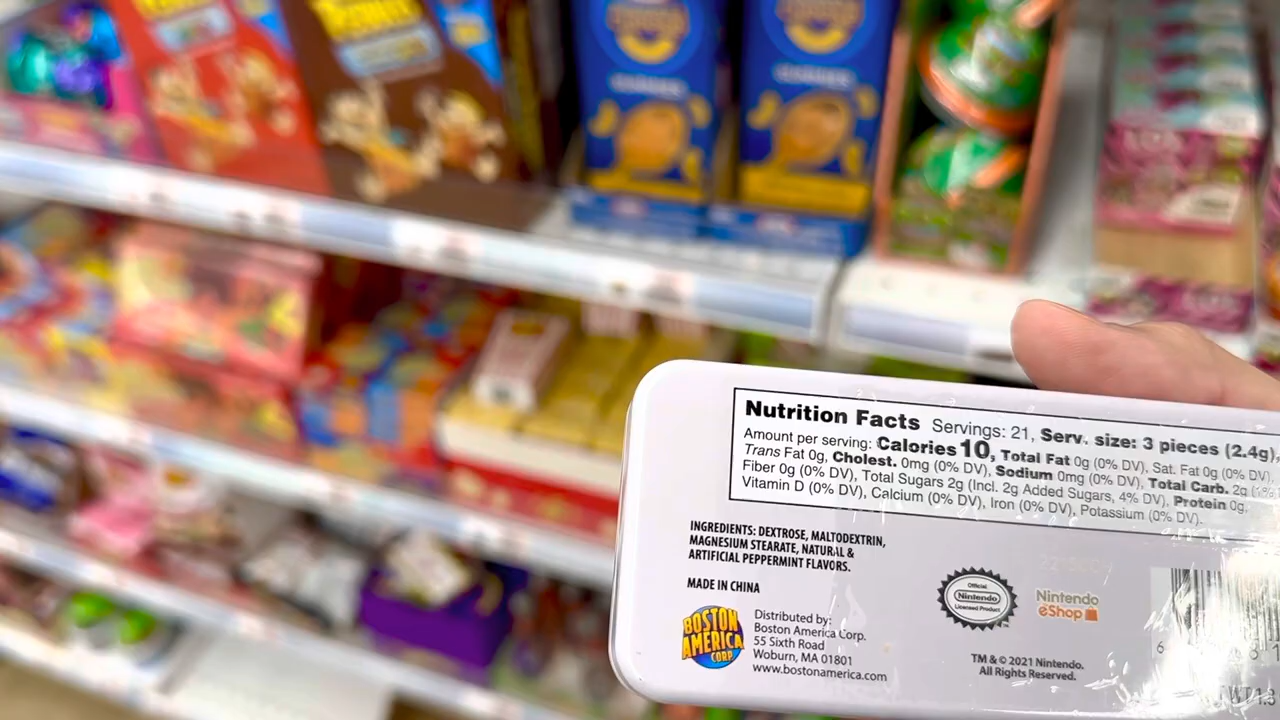 Nutrition Facts Servings: 21, Serv. size: 3 pieces (2.4g),
Amount per serving: Calories 10, Total Fat 0g (0% DV), Sat. Fat 0g (0% DV),
Trans Fat 0g, Cholest. 0mg (0% DV), Sodium 0mg (0% DV), Total Carb. 2g (1%
Fiber 0g (0% DV), Total Sugars 2g (Incl. 2g Added Sugars, 4% DV), Protein 0g,
Vitamin D (0% DV), Calcium (0% DV), Iron (0% DV), Potassium (0% DV).
INGREDIENTS: DEXTROSE, MALTODEXTRIN,
MAGNESIUM STEARATE, NATURAL &
ARTIFICIAL PEPPERMINT FLAVORS.
MADE IN CHINA
BOSTON
AMERICA
CORP.
Distributed by:
Boston America Corp.
55 Sixth Road
Woburn, MA 01801
www.bostonamerica.com
Official
Nintendo
Licensed Product
Nintendo
eShop
TM & © 2021 Nintendo.
All Rights Reserved.